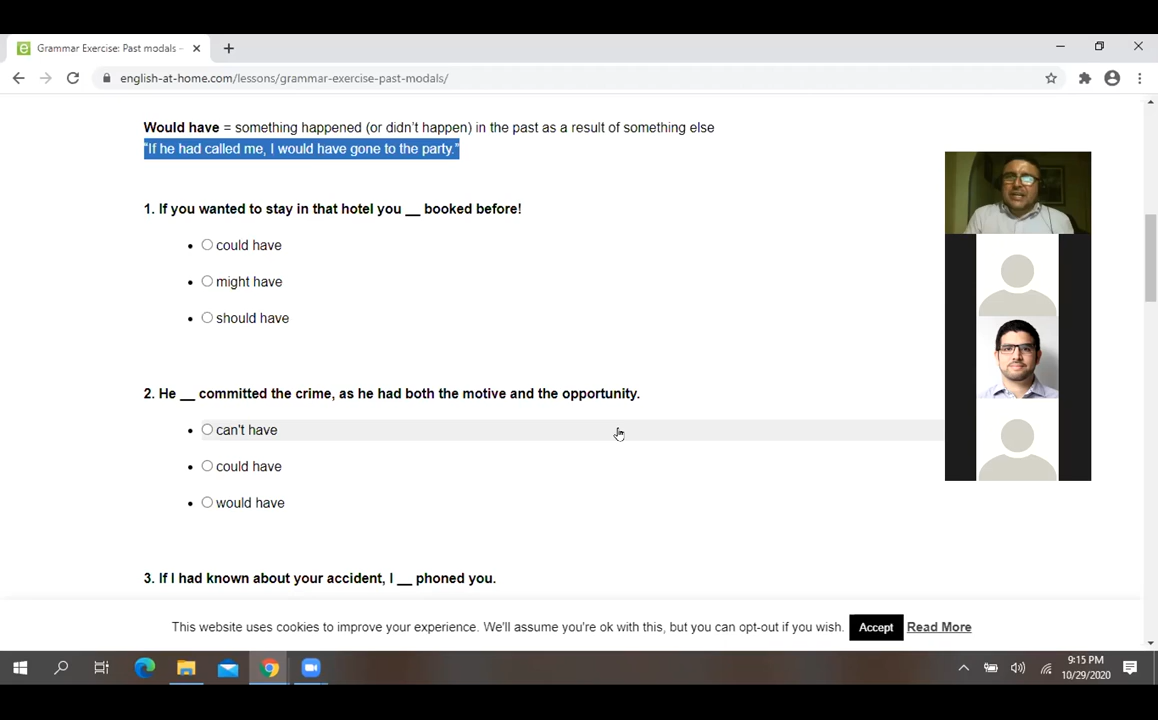 Grammar Exercise: Past modals –
english-at-home.com/lessons/grammar-exercise-past-modals/
Would have = something happened (or didn't happen) in the past as a result of something else
"If he had called me, I would have gone to the party."
1. If you wanted to stay in that hotel you __ booked before!
could have
might have
should have
2. He __ committed the crime, as he had both the motive and the opportunity.
can't have
could have
would have
3. If I had known about your accident, I __ phoned you.
This website uses cookies to improve your experience. We'll assume you're ok with this, but you can opt-out if you wish. Accept Read More
9:15 PM
10/29/2020